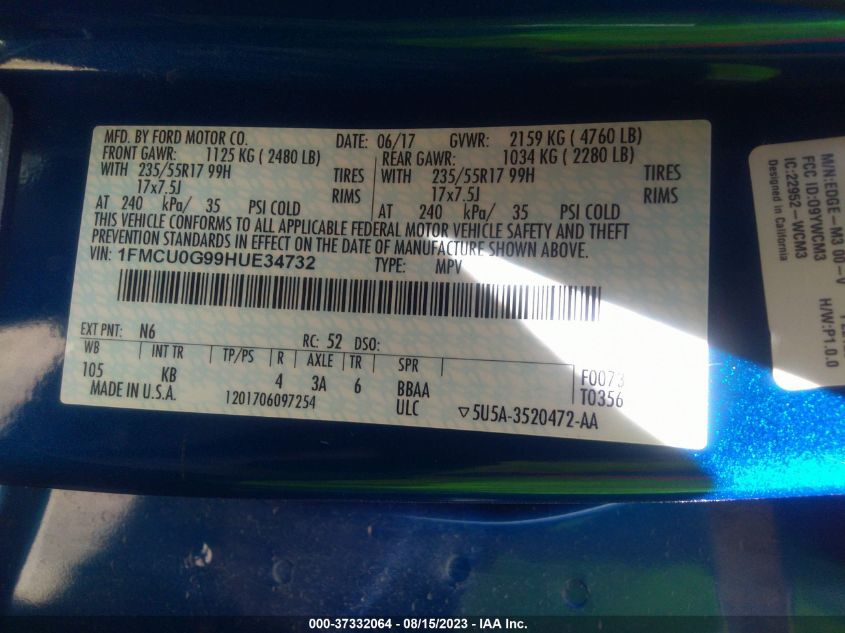 MFD. BY FORD MOTOR CO. DATE: 06/17 GVWR: 2159 KG ( 4760 LB)
FRONT GAWR: 1125 KG ( 2480 LB) REAR GAWR: 1034 KG ( 2280 LB)
WITH 235/55R17 99H TIRES WITH 235/55R17 99H TIRES
17x7.5J RIMS 17x7.5J RIMS
AT 240 kPa/ 35 PSI COLD AT 240 kPa/ 35 PSI COLD
THIS VEHICLE CONFORMS TO ALL APPLICABLE FEDERAL MOTOR VEHICLE SAFETY AND THEFT
PREVENTION STANDARDS IN EFFECT ON THE DATE OF MANUFACTURE SHOWN ABOVE.
VIN: 1FMCU0G99HUE34732 TYPE: MPV
EXT PNT: N6 RC: 52 DSO:
WB INT TR TP/PS R AXLE TR SPR
105 KB 4 3A 6 BBAA F0073
MADE IN U.S.A. 1201706097254 ULC ▽5U5A-3520472-AA T0356
M/N:EDGE-M3 00-V
FCC ID:O9YWCM3
IC:22952-WCM3
Designed in California
H/W:P1.0.0
000-37332064 - 08/15/2023 - IAA Inc.